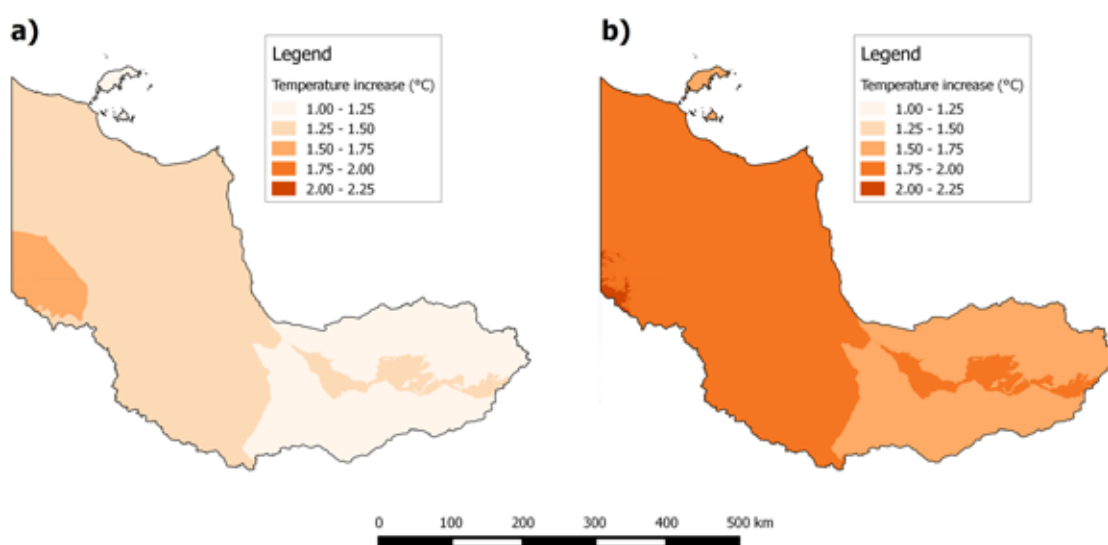 a)
Legend
Temperature increase (°C)
1.00 - 1.25
1.25 - 1.50
1.50 - 1.75
1.75 - 2.00
2.00 - 2.25
b)
Legend
Temperature increase (°C)
1.00 - 1.25
1.25 - 1.50
1.50 - 1.75
1.75 - 2.00
2.00 - 2.25
0 100 200 300 400 500 km